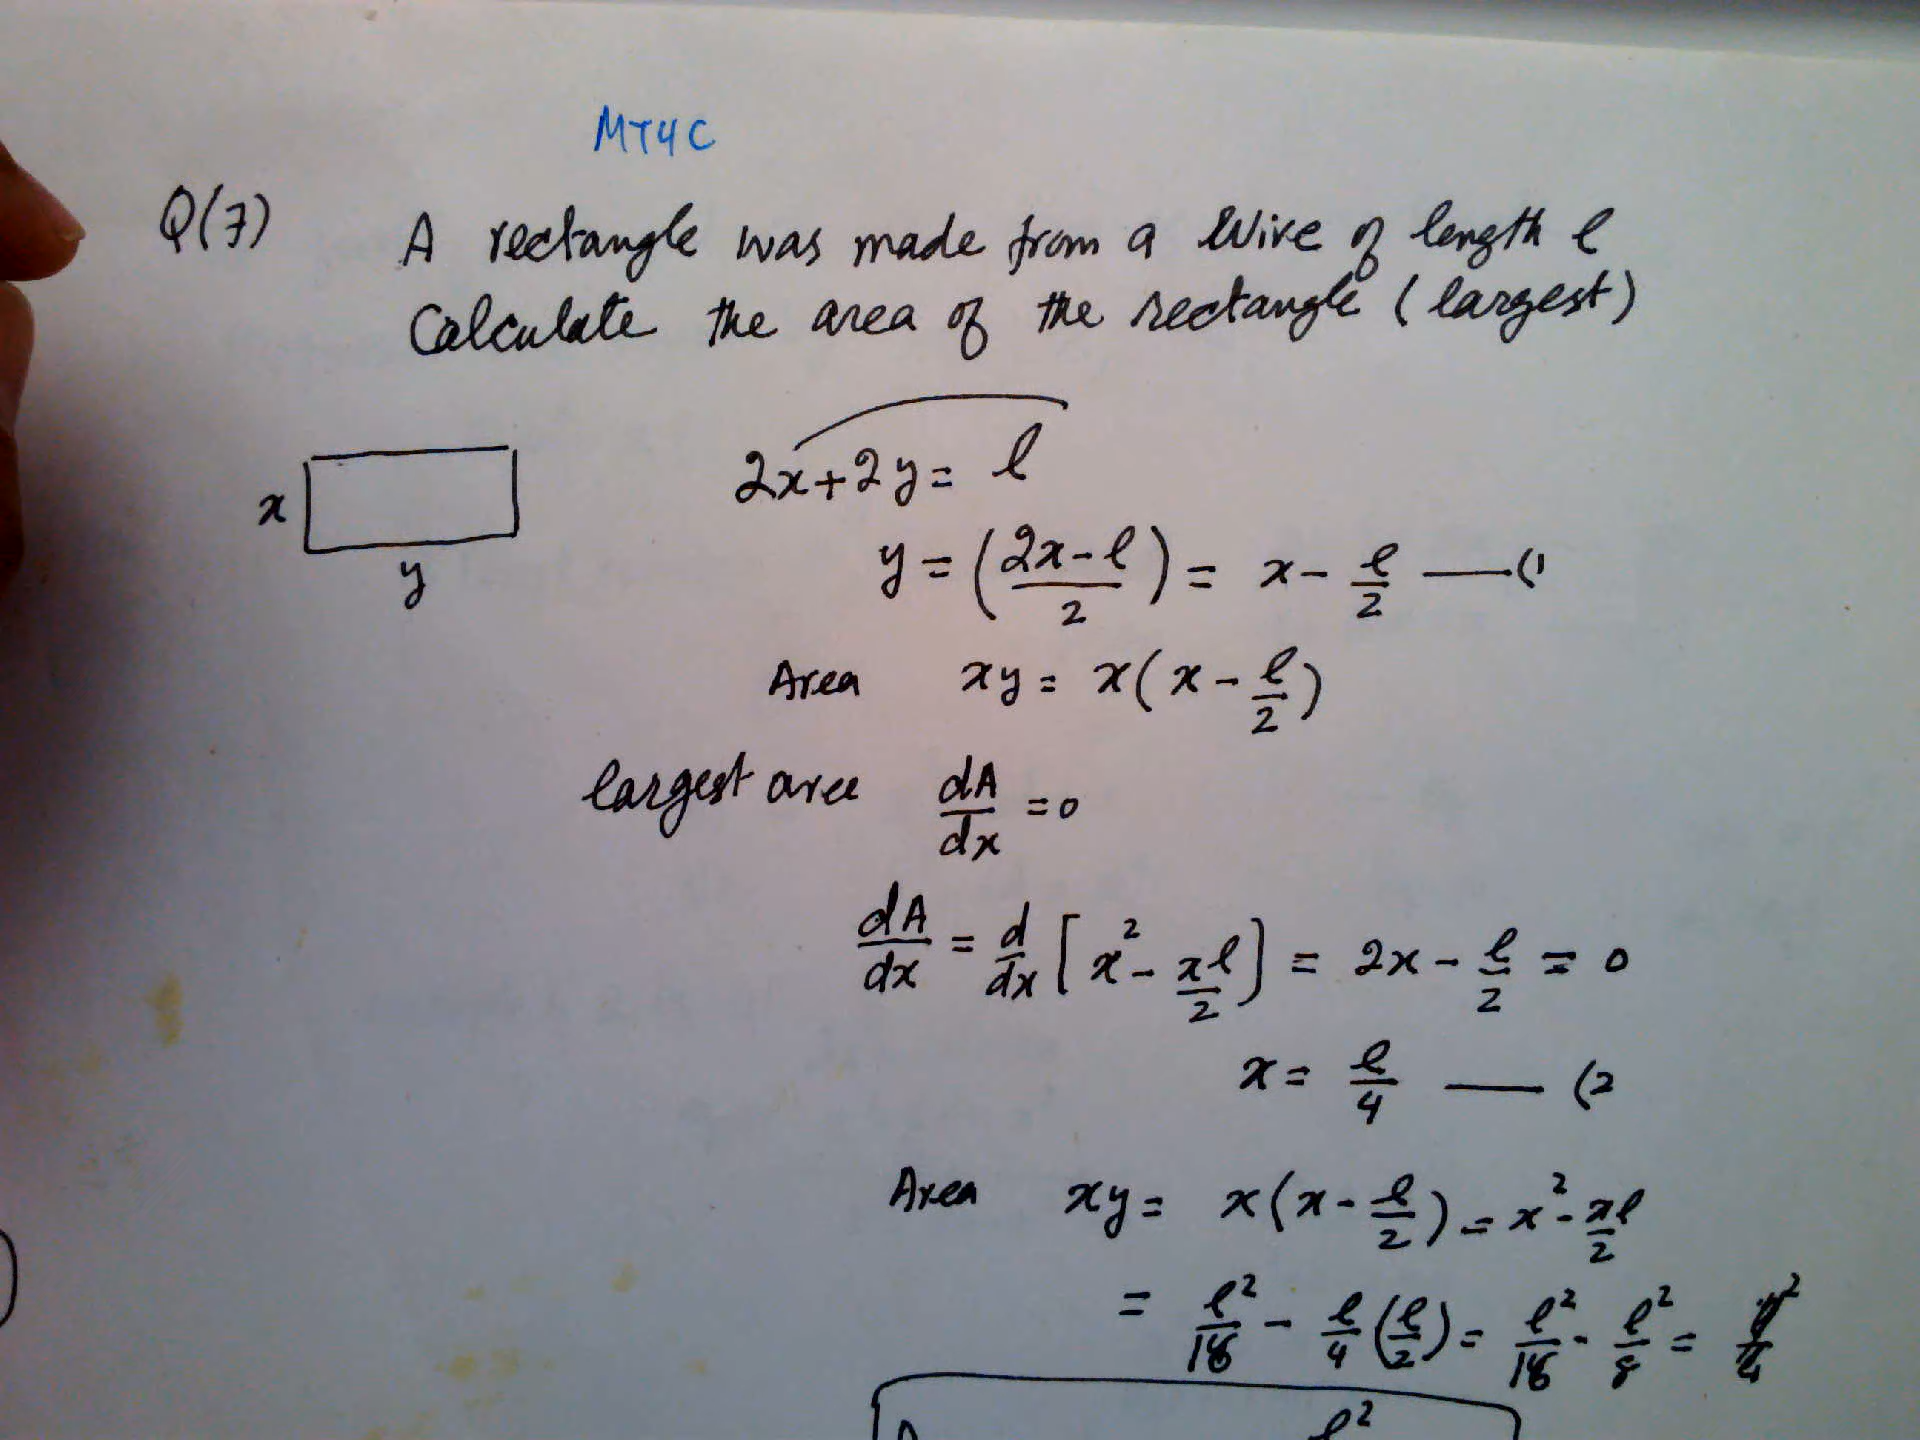 MT4C
Q(7) A rectangle was made from a wire of length l
Calculate the area of the rectangle (largest)
2x+2y= l
x
y
y = (2x-l/2) = x - l/2 —(1
Area xy = x(x - l/2)
largest area dA/dx =0
dA/dx = d/dx [x² - xl/2] = 2x - l/2 = 0
x = l/4 — (2
Area xy = x(x - l/2) = x² - xl/2
= l²/16 - l/4(l/2) = l²/16 - l²/8 =
l²